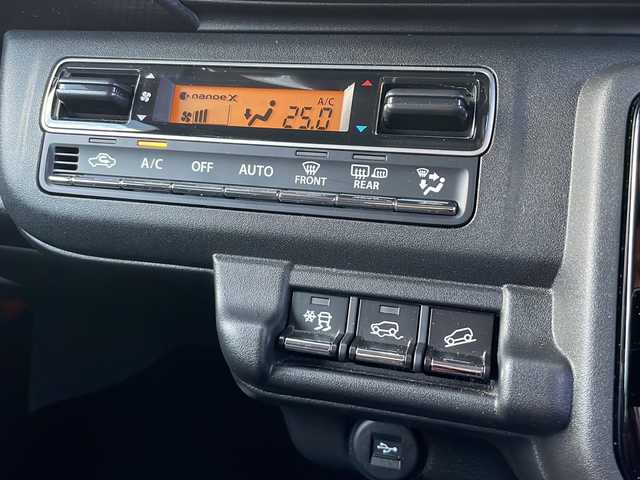 nanoeX
A/C
25.0
A/C OFF AUTO FRONT REAR